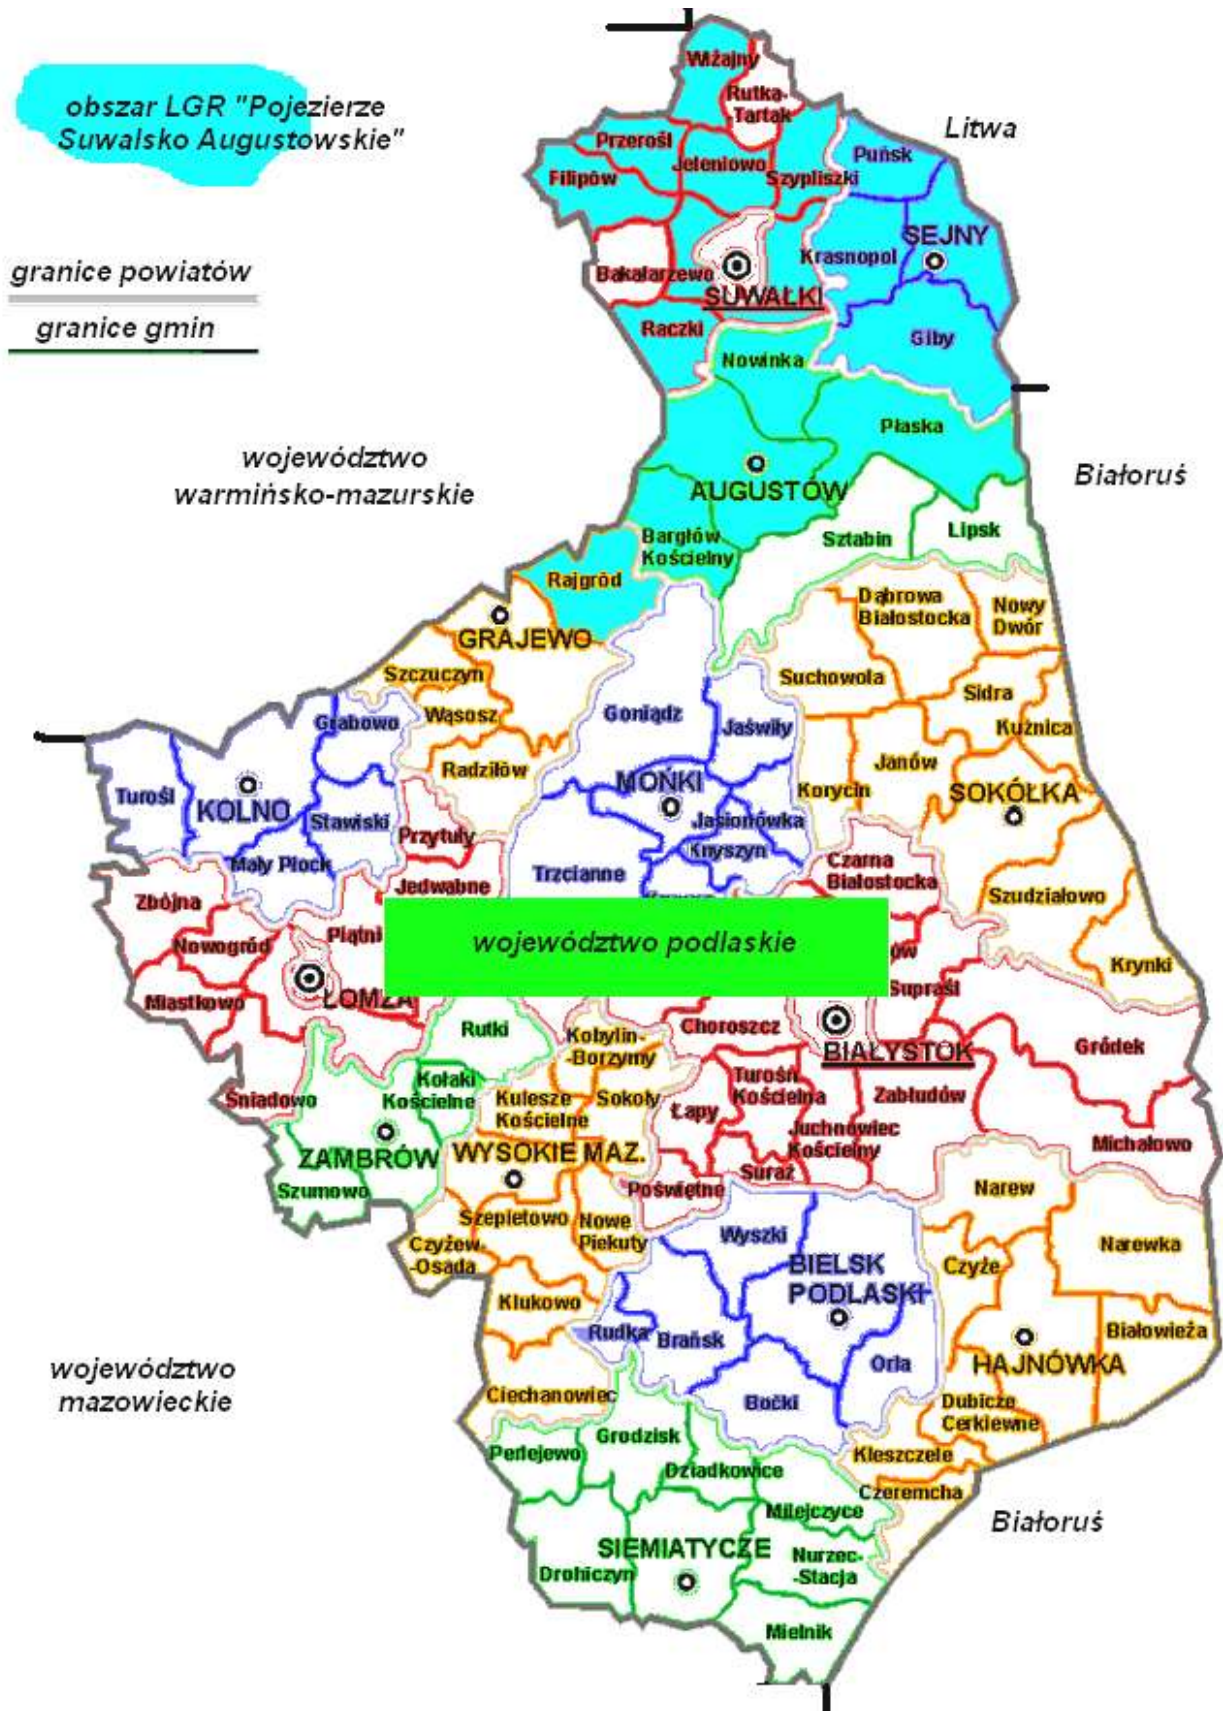 Wiżajny
Rutka-
-Tartak
obszar LGR "Pojezierze
Suwalsko Augustowskie"
Litwa
Przerośl
Jeleniowo
Puńsk
Filipów
Szypliszki
SEJNY
Krasnopol
granice powiatów
Bakałarzewo
SUWAŁKI
granice gmin
Raczki
Giby
Nowinka
Płaska
województwo
warmińsko-mazurskie
Białoruś
AUGUSTÓW
Bargłów
Kościelny
Sztabin
Lipsk
Rajgród
Dąbrowa
Białostocka
Nowy
Dwór
GRAJEWO
Szczuczyn
Suchowola
Sidra
Goniądz
Wąsosz
Grabowo
Jaświły
Kuźnica
Radziłów
Janów
Turośl
KOLNO
MOŃKI
Korycin
SOKÓŁKA
Stawiski
Przytuły
Jasionówka
Knyszyn
Mały Płock
Trzcianne
Czarna
Białostocka
Jedwabne
Zbójna
Szudziałowo
Nowogród
Piątni
województwo podlaskie
ów
Krynki
Miastkowo
ŁOMŻA
Supraśl
Rutki
Kobylin-
-Borzymy
Choroszcz
BIAŁYSTOK
Gródek
Kołaki
Kościelne
Śniadowo
Kulesze
Kościelne
Sokoły
Turośń
Kościelna
Łapy
Zabłudów
Juchnowiec
Kościelny
Michałowo
ZAMBRÓW
WYSOKIE MAZ.
Suraż
Szumowo
Poświętne
Narew
Szepietowo
Nowe
Piekuty
Wyszki
Czyżew-
-Osada
BIELSK
PODLASKI
Czyże
Narewka
Klukowo
Rudka
Brańsk
Białowieża
województwo
mazowieckie
Orla
HAJNÓWKA
Ciechanowiec
Boćki
Dubicze
Cerkiewne
Perlejewo
Grodzisk
Kleszczele
Dziadkowice
Czeremcha
Milejczyce
Białoruś
SIEMIATYCZE
Drohiczyn
Nurzec-
-Stacja
Mielnik